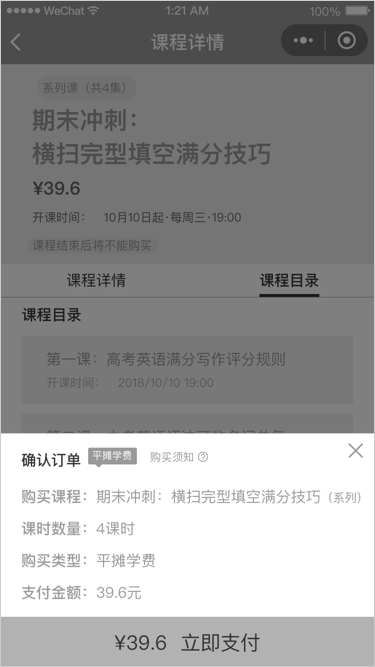 WeChat
1:21 AM
100%
课程详情
系列课（共4集）
期末冲刺：
横扫完型填空满分技巧
¥39.6
开课时间： 10月10日起·每周三·19:00
课程结束后将不能购买
课程详情 课程目录
课程目录
第一课：高考英语满分写作评分规则
开课时间： 2018/10/10 19:00
确认订单 平摊学费 购买须知 ?
购买课程：期末冲刺：横扫完型填空满分技巧（系列）
课时数量：4课时
购买类型：平摊学费
支付金额：39.6元
¥39.6 立即支付